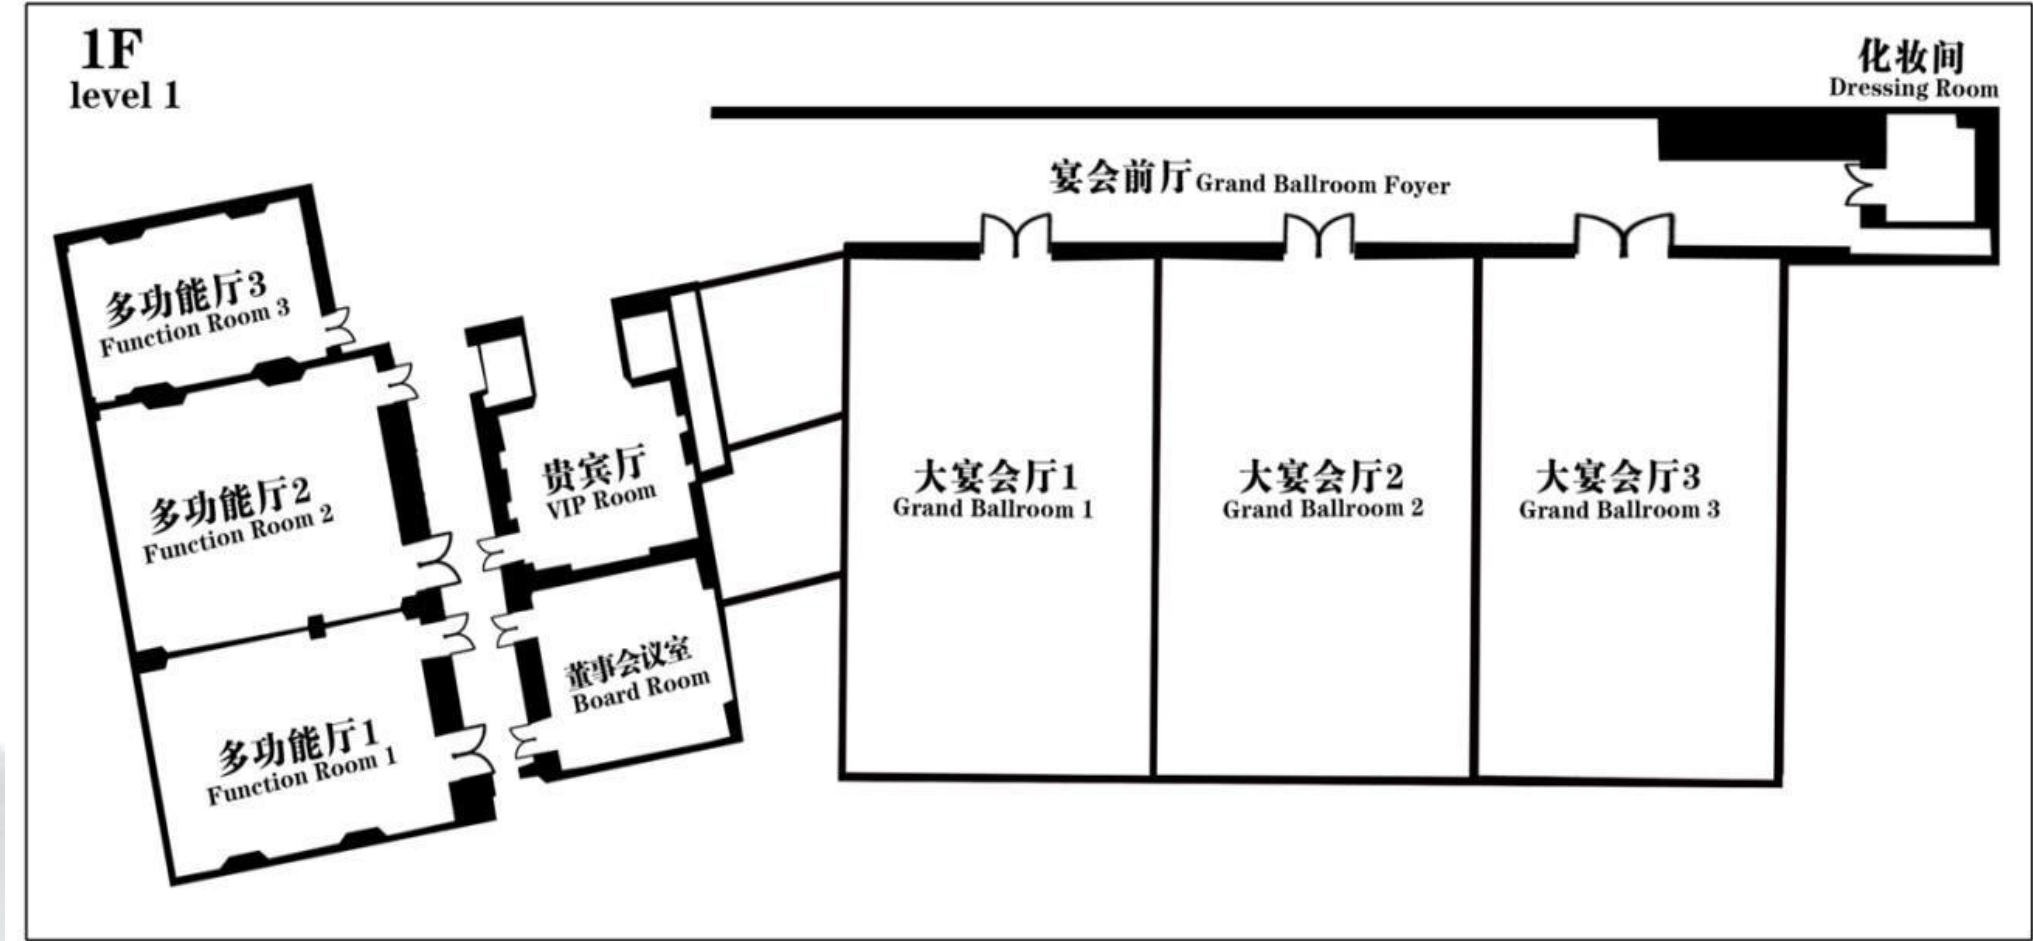 1F
level 1
化妆间
Dressing Room
宴会前厅 Grand Ballroom Foyer
多功能厅3
Function Room 3
多功能厅2
Function Room 2
多功能厅1
Function Room 1
贵宾厅
VIP Room
董事会议室
Board Room
大宴会厅1
Grand Ballroom 1
大宴会厅2
Grand Ballroom 2
大宴会厅3
Grand Ballroom 3